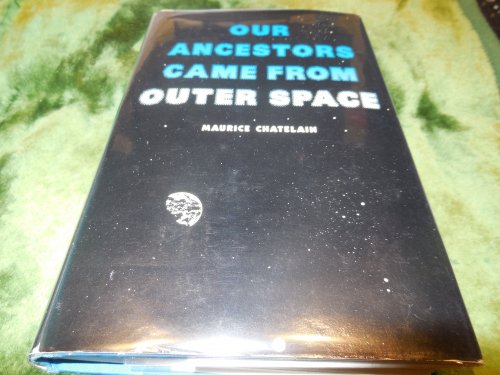 OUR
ANCESTORS
CAME FROM
OUTER SPACE
MAURICE CHATELAIN